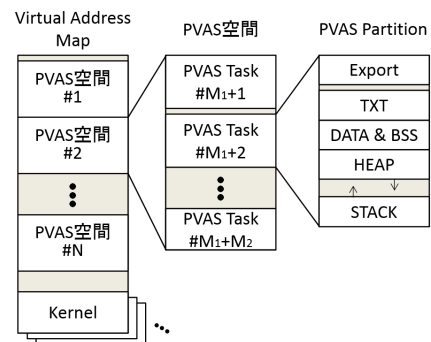 Virtual Address
Map
PVAS空間
#1
PVAS空間
#2
PVAS空間
#N
Kernel
PVAS空間
PVAS Task
#M1+1
PVAS Task
#M1+2
PVAS Task
#M1+M2
PVAS Partition
Export
TXT
DATA & BSS
HEAP
STACK